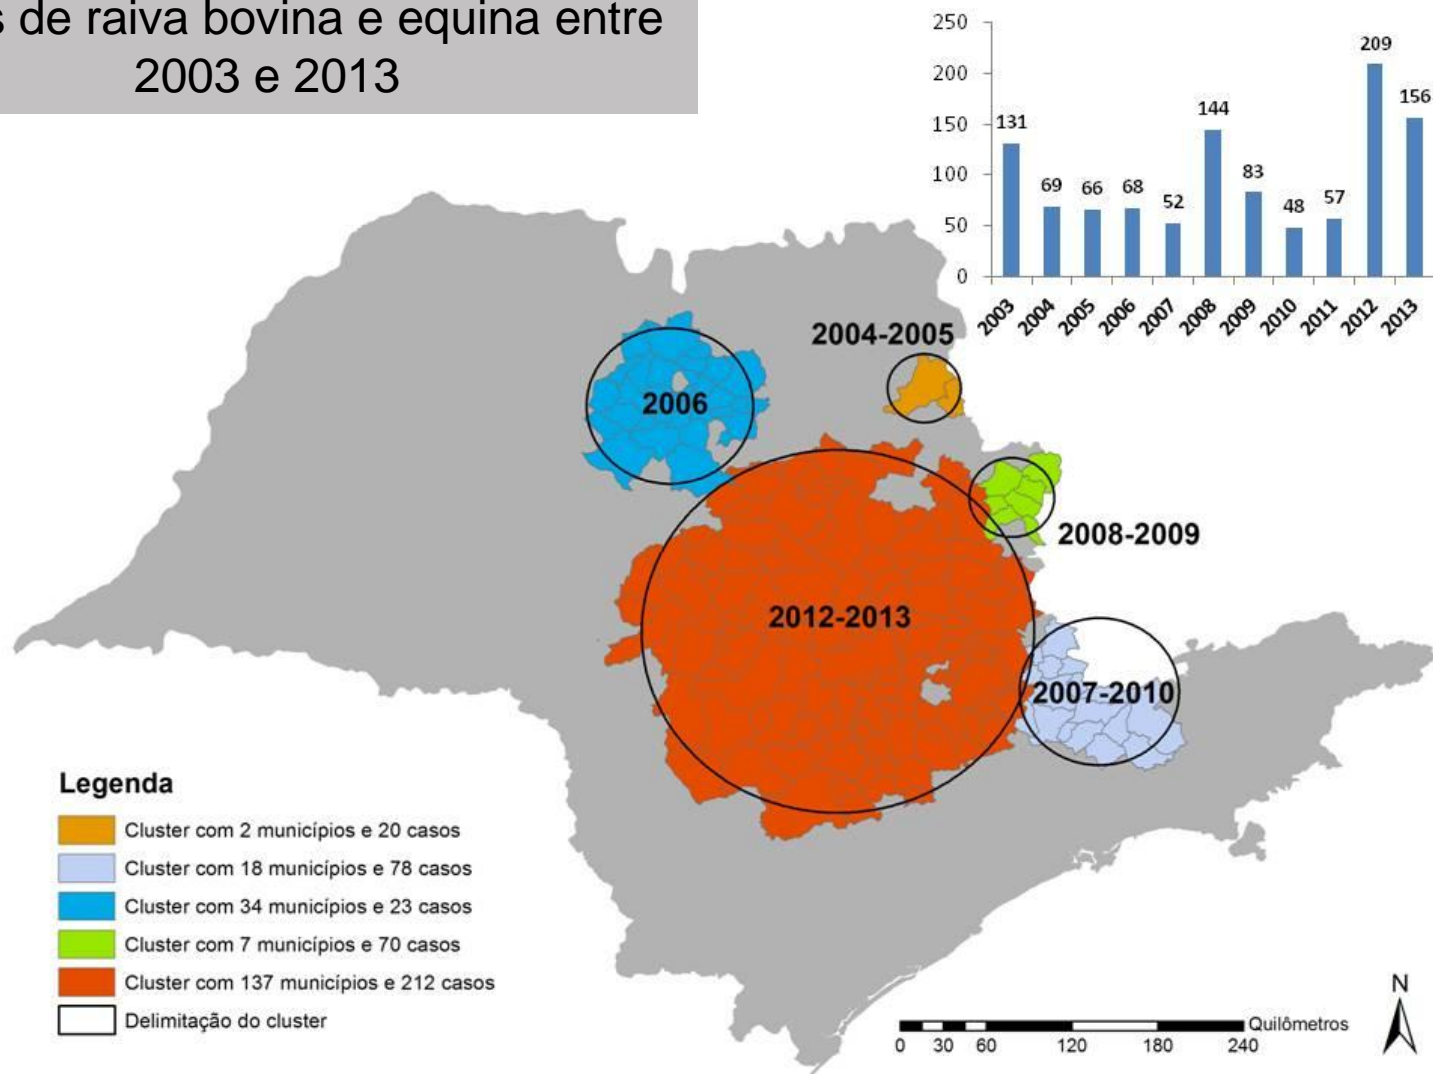 de raiva bovina e equina entre
2003 e 2013
250
200
150
100
50
0
131
69
66
68
52
144
83
48
57
209
156
2003
2004
2005
2006
2007
2008
2009
2010
2011
2012
2013
2004-2005
2006
2008-2009
2012-2013
2007-2010
Legenda
Cluster com 2 municípios e 20 casos
Cluster com 18 municípios e 78 casos
Cluster com 34 municípios e 23 casos
Cluster com 7 municípios e 70 casos
Cluster com 137 municípios e 212 casos
Delimitação do cluster
N
Quilômetros
0 30 60 120 180 240